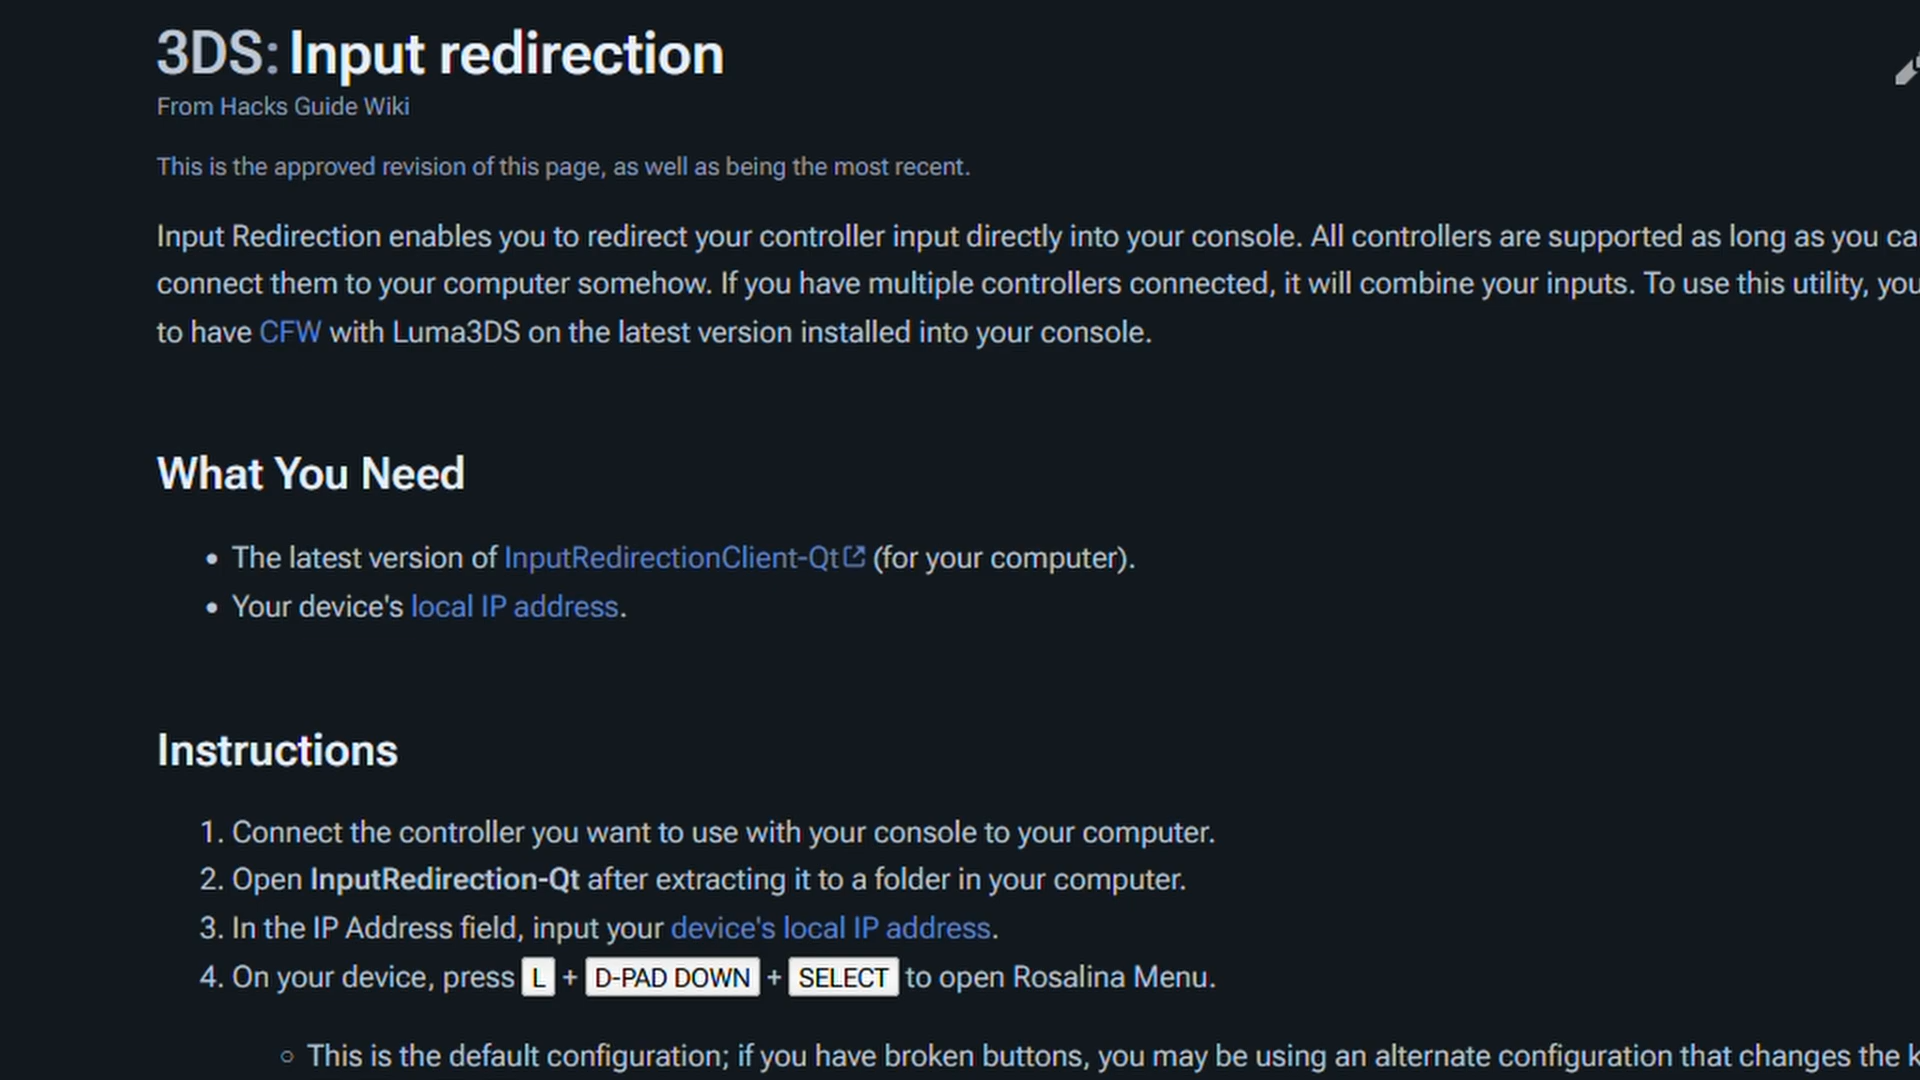 3DS: Input redirection
From Hacks Guide Wiki
This is the approved revision of this page, as well as being the most recent.
Input Redirection enables you to redirect your controller input directly into your console. All controllers are supported as long as you
connect them to your computer somehow. If you have multiple controllers connected, it will combine your inputs. To use this utility, you
to have CFW with Luma3DS on the latest version installed into your console.
What You Need
• The latest version of InputRedirectionClient-Qt (for your computer).
• Your device's local IP address.
Instructions
1. Connect the controller you want to use with your console to your computer.
2. Open InputRedirection-Qt after extracting it to a folder in your computer.
3. In the IP Address field, input your device's local IP address.
4. On your device, press L + D-PAD DOWN + SELECT to open Rosalina Menu.
○ This is the default configuration; if you have broken buttons, you may be using an alternate configuration that changes the